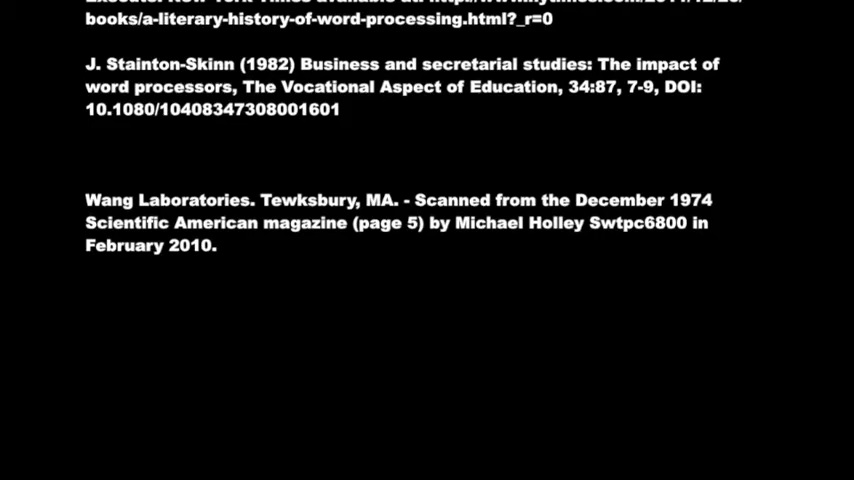 books/a-literary-history-of-word-processing.html?_r=0
J. Stainton-Skinn (1982) Business and secretarial studies: The impact of
word processors, The Vocational Aspect of Education, 34:87, 7-9, DOI:
10.1080/10408347308001601
Wang Laboratories. Tewksbury, MA. - Scanned from the December 1974
Scientific American magazine (page 5) by Michael Holley Swtpc6800 in
February 2010.